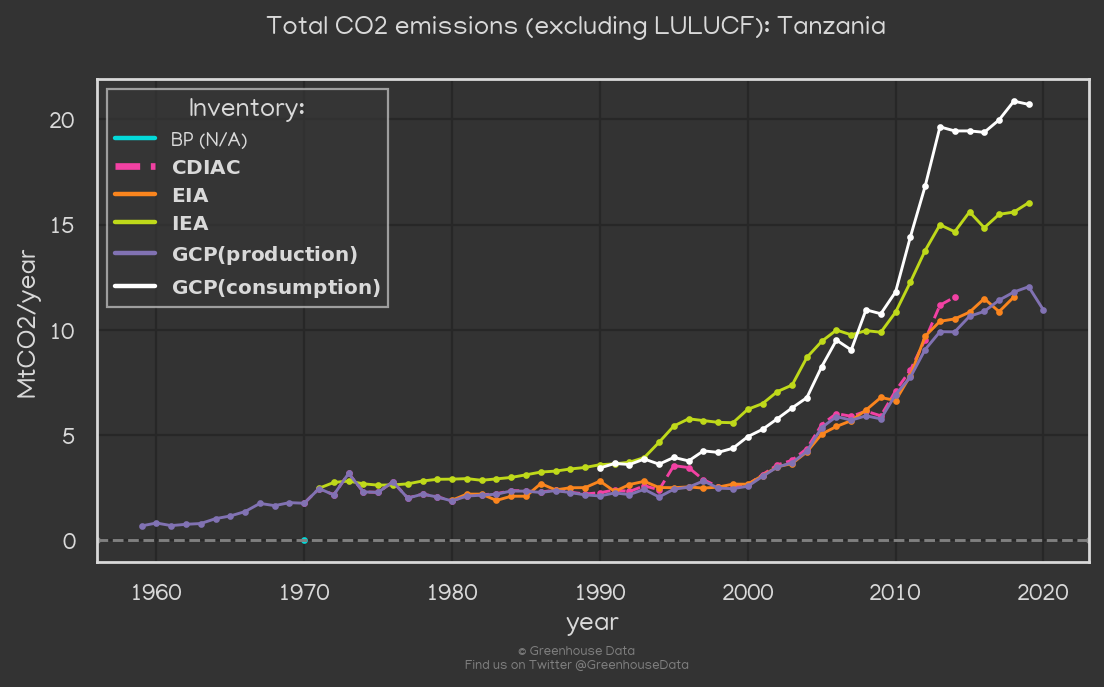 Total CO2 emissions (excluding LULUCF): Tanzania
Inventory:
BP (N/A)
CDIAC
EIA
IEA
GCP(production)
GCP(consumption)
MtCO2/year
20
15
10
5
0
1960 1970 1980 1990 2000 2010 2020
year
© Greenhouse Data
Find us on Twitter @GreenhouseData